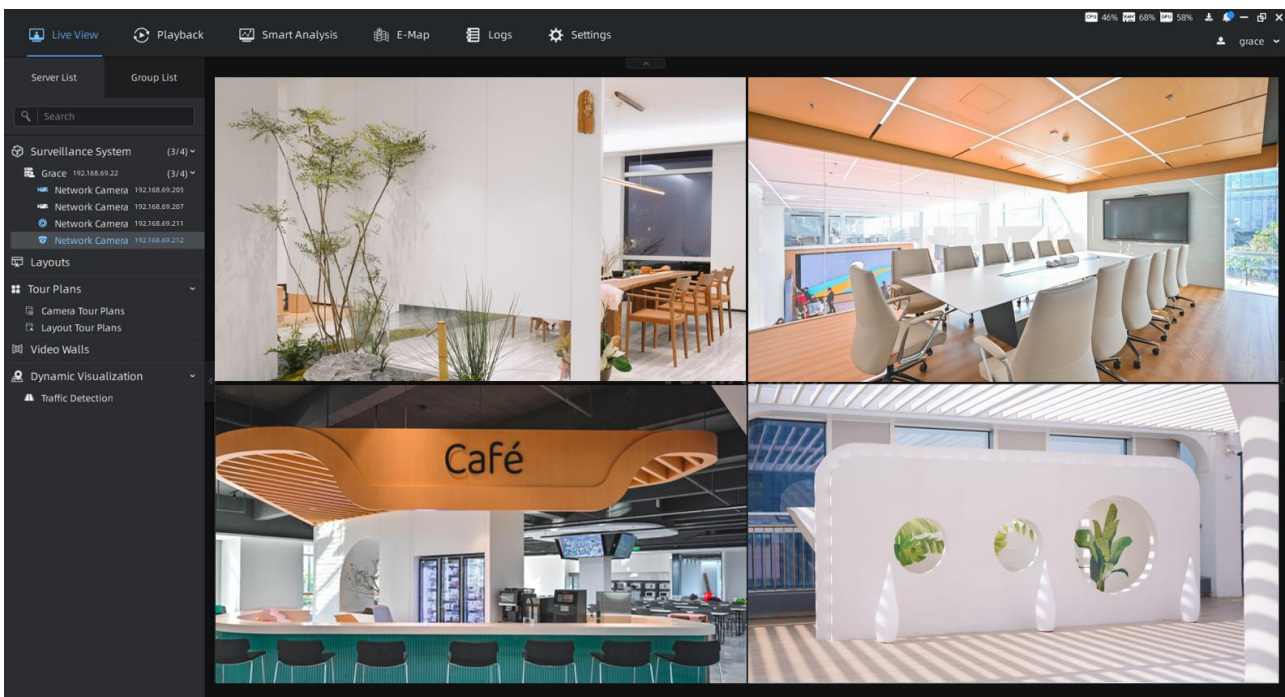 CPU 46% RAM 68% GPU 58%
Live View
Playback
Smart Analysis
E-Map
Logs
Settings
grace
Server List
Group List
Search
Surveillance System (3/4)
Grace 192.168.69.22 (3/4)
Network Camera 192.168.69.205
Network Camera 192.168.69.207
Network Camera 192.168.69.211
Network Camera 192.168.69.212
Layouts
Tour Plans
Camera Tour Plans
Layout Tour Plans
Video Walls
Dynamic Visualization
Traffic Detection
Café